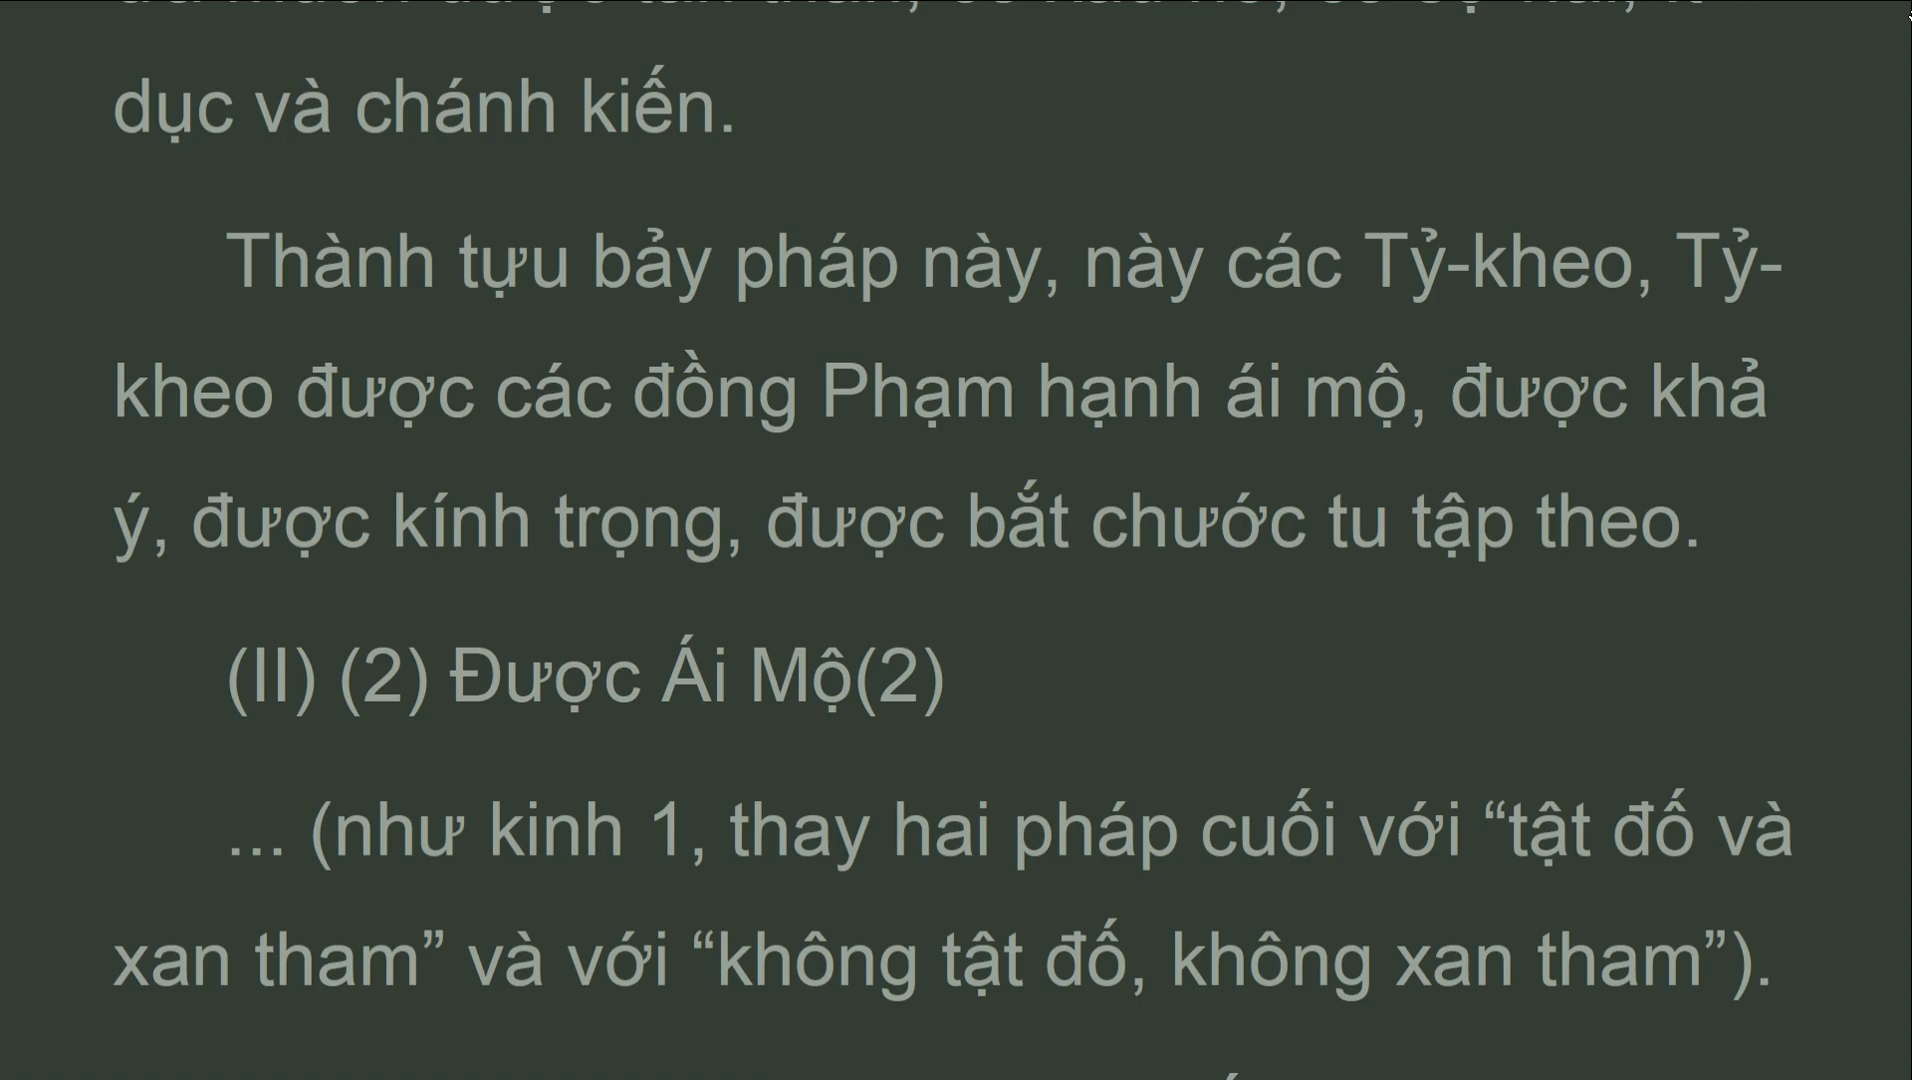 dục và chánh kiến.
Thành tựu bảy pháp này, này các Tỷ-kheo, Tỷ-
kheo được các đồng Phạm hạnh ái mộ, được khả
ý, được kính trọng, được bắt chước tu tập theo.
(II) (2) Được Ái Mộ(2)
... (như kinh 1, thay hai pháp cuối với “tật đố và
xan tham” và với “không tật đố, không xan tham”).